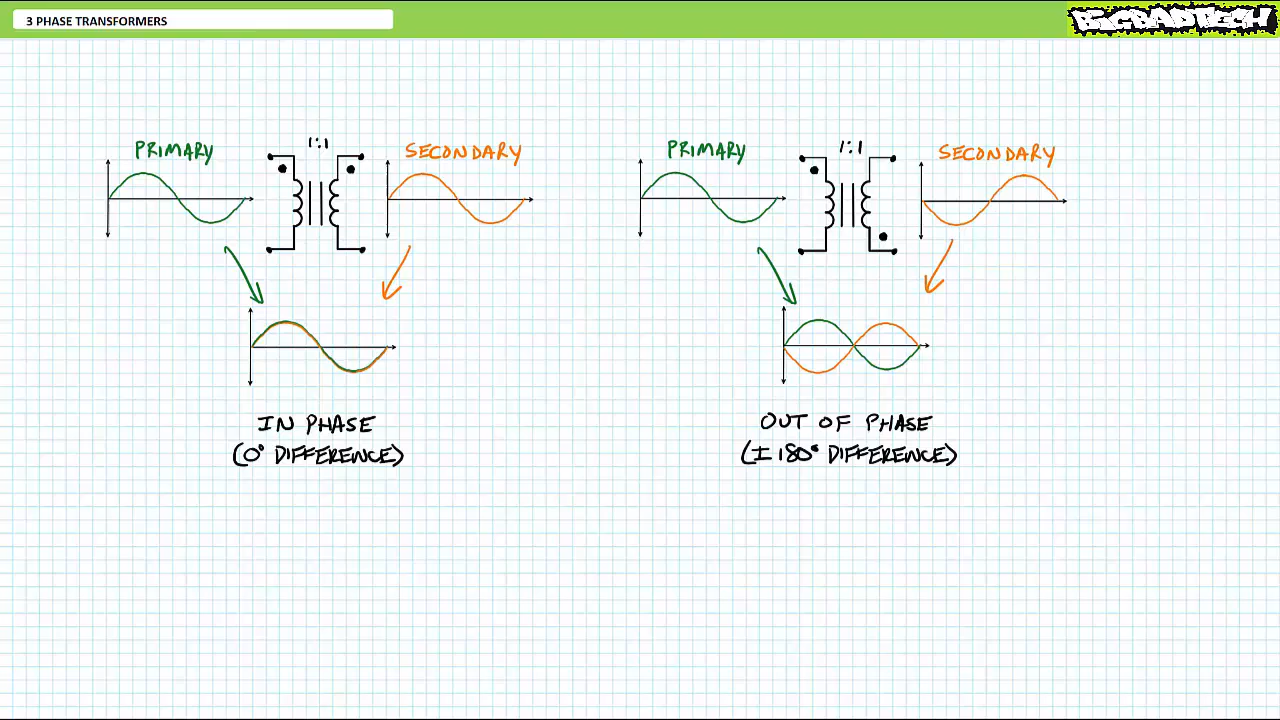 3 PHASE TRANSFORMERS
BIGBADTECH
PRIMARY
1:1
SECONDARY
PRIMARY
1:1
SECONDARY
IN PHASE
(0° DIFFERENCE)
OUT OF PHASE
(± 180° DIFFERENCE)